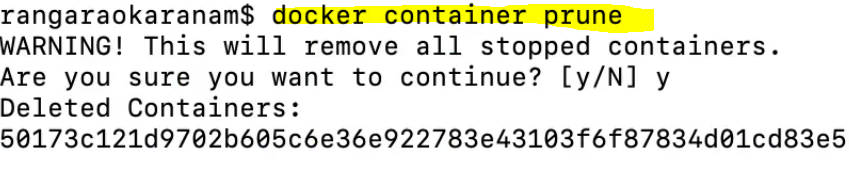 rangaraokaranam$ docker container prune
WARNING! This will remove all stopped containers.
Are you sure you want to continue? [y/N] y
Deleted Containers:
50173c121d9702b605c6e36e922783e43103f6f87834d01cd83e5